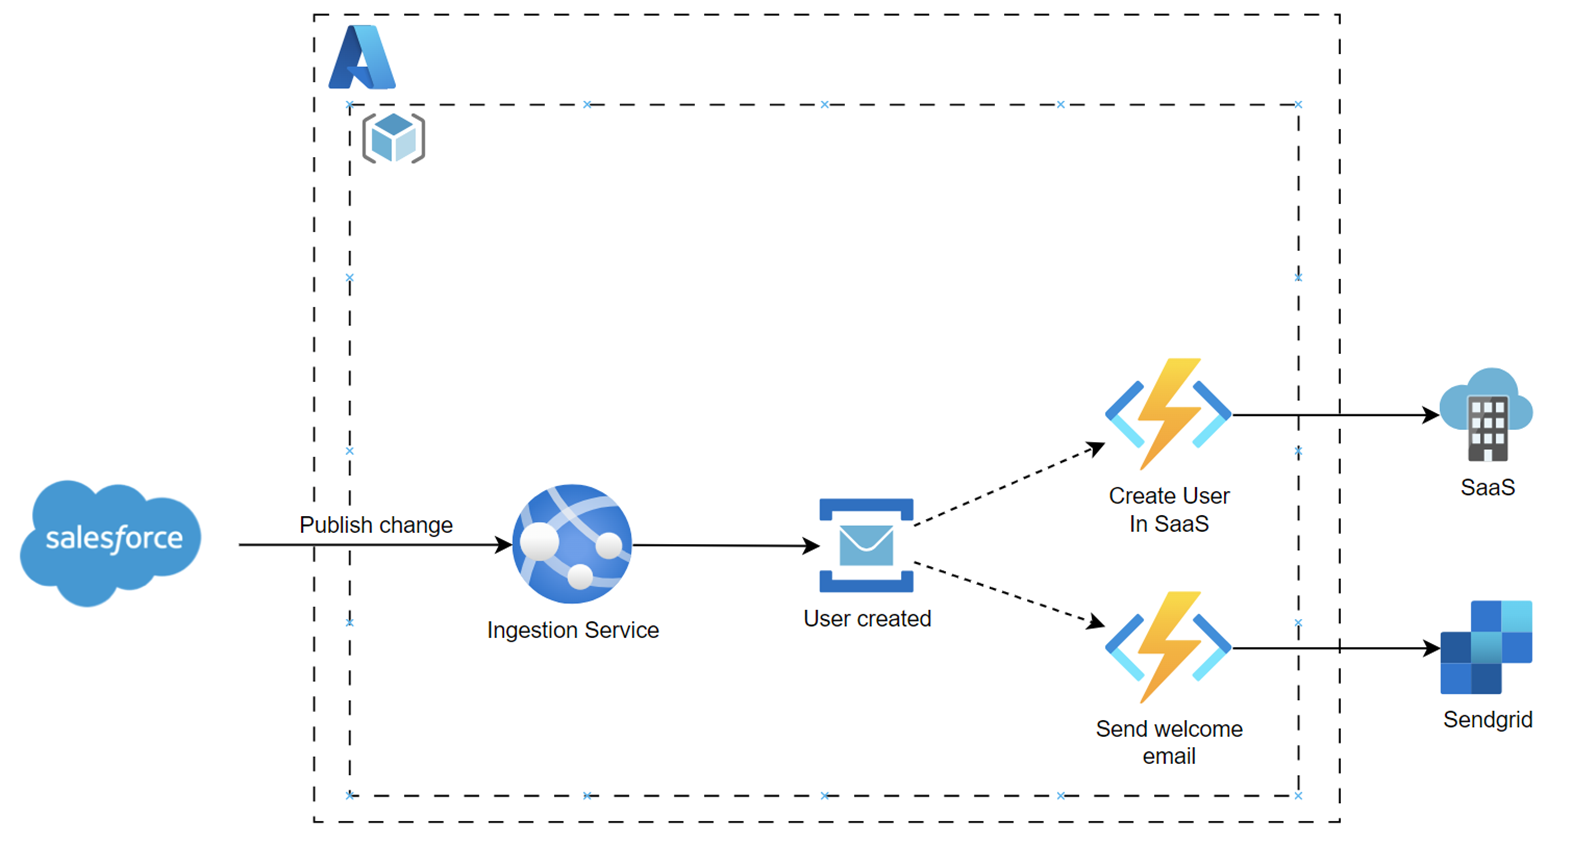 salesforce
Publish change
Ingestion Service
User created
Create User
In SaaS
Send welcome
email
SaaS
Sendgrid